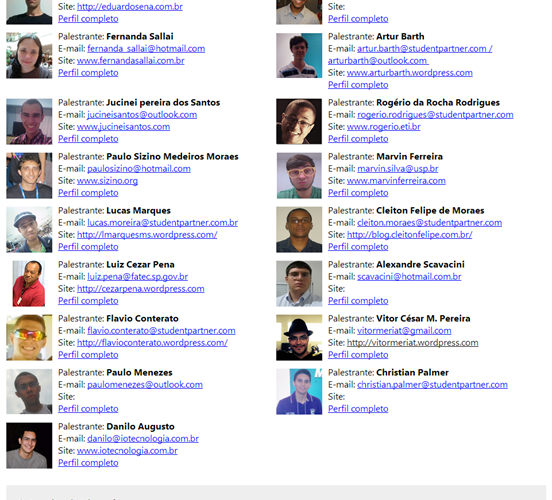 Site: http://eduardosena.com.br
Perfil completo
Site:
Perfil completo
Palestrante: Fernanda Sallai
E-mail: fernanda_sallai@hotmail.com
Site: www.fernandasallai.com.br
Perfil completo
Palestrante: Artur Barth
E-mail: artur.barth@studentpartner.com /
arturbarth@outlook.com
Site: www.arturbarth.wordpress.com
Perfil completo
Palestrante: Jucinei pereira dos Santos
E-mail: jucineisantos@outlook.com
Site: www.jucineisantos.com
Perfil completo
Palestrante: Rogério da Rocha Rodrigues
E-mail: rogerio.rodrigues@studentpartner.com
Site: www.rogerio.eti.br
Perfil completo
Palestrante: Paulo Sizino Medeiros Moraes
E-mail: paulosizino@hotmail.com
Site: www.sizino.org
Perfil completo
Palestrante: Marvin Ferreira
E-mail: marvin.silva@usp.br
Site: www.marvinferreira.com
Perfil completo
Palestrante: Lucas Marques
E-mail: lucas.moreira@studentpartner.com.br
Site: http://lmarquesms.wordpress.com/
Perfil completo
Palestrante: Cleiton Felipe de Moraes
E-mail: cleiton.moraes@studentpartner.com
Site: http://blog.cleitonfelipe.com.br/
Perfil completo
Palestrante: Luiz Cezar Pena
E-mail: luiz.pena@fatec.sp.gov.br
Site: http://cezarpena.wordpress.com
Perfil completo
Palestrante: Alexandre Scavacini
E-mail: scavacini@hotmail.com.br
Site:
Perfil completo
Palestrante: Flavio Conterato
E-mail: flavio.conterato@studentpartner.com
Site: http://flavioconterato.wordpress.com/
Perfil completo
Palestrante: Vitor César M. Pereira
E-mail: vitormeriat@gmail.com
Site: http://vitormeriat.wordpress.com
Perfil completo
Palestrante: Paulo Menezes
E-mail: paulomenezes@outlook.com
Site:
Perfil completo
Palestrante: Christian Palmer
E-mail: christian.palmer@studentpartner.com
Site:
Perfil completo
Palestrante: Danilo Augusto
E-mail: danilo@iotecnologia.com.br
Site: www.iotecnologia.com.br
Perfil completo